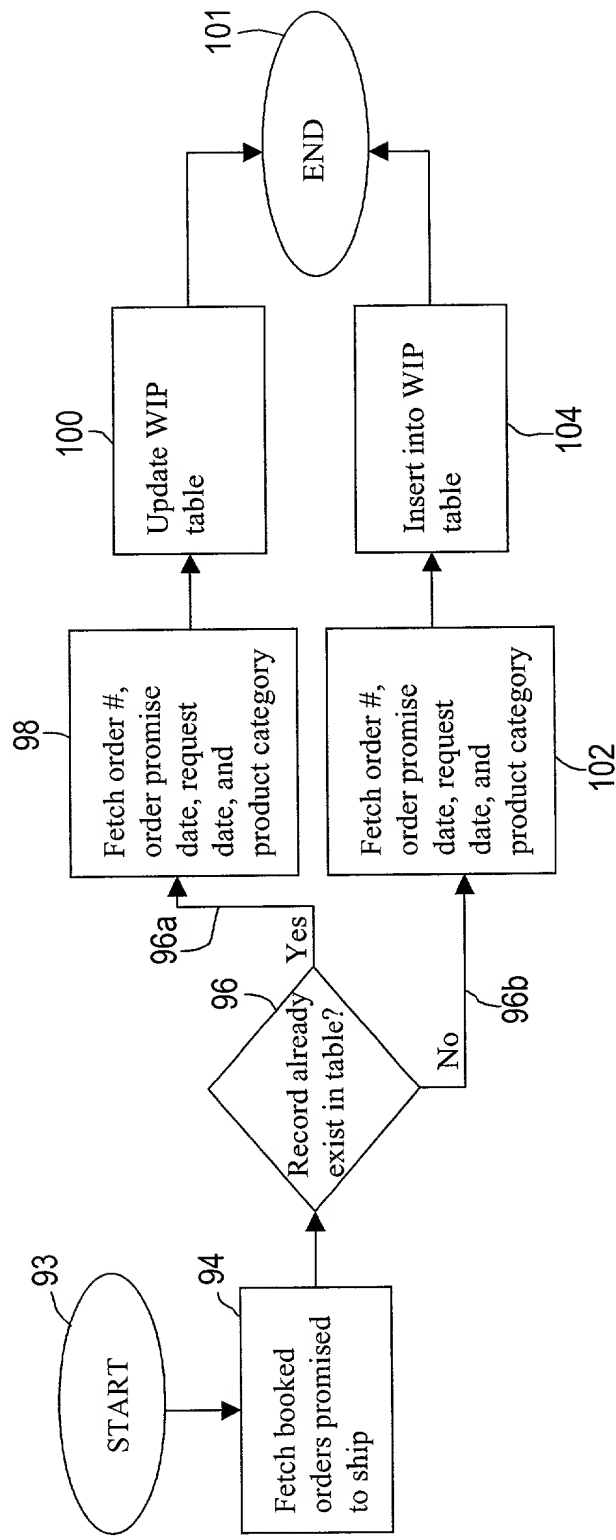 93
START
94
Fetch booked
orders promised
to ship
96
Record already
exist in table?
Yes
96a
No
96b
98
Fetch order #,
order promise
date, request
date, and
product category
100
Update WIP
table
102
Fetch order #,
order promise
date, request
date, and
product category
104
Insert into WIP
table
101
END